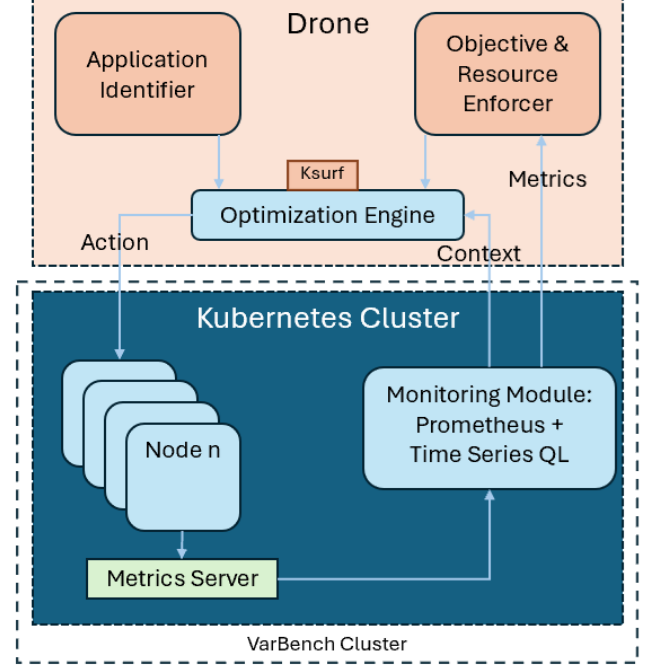 Drone
Application
Identifier
Objective &
Resource
Enforcer
Ksurf
Metrics
Optimization Engine
Action
Context
Kubernetes Cluster
Monitoring Module:
Prometheus +
Time Series QL
Node n
Metrics Server
VarBench Cluster